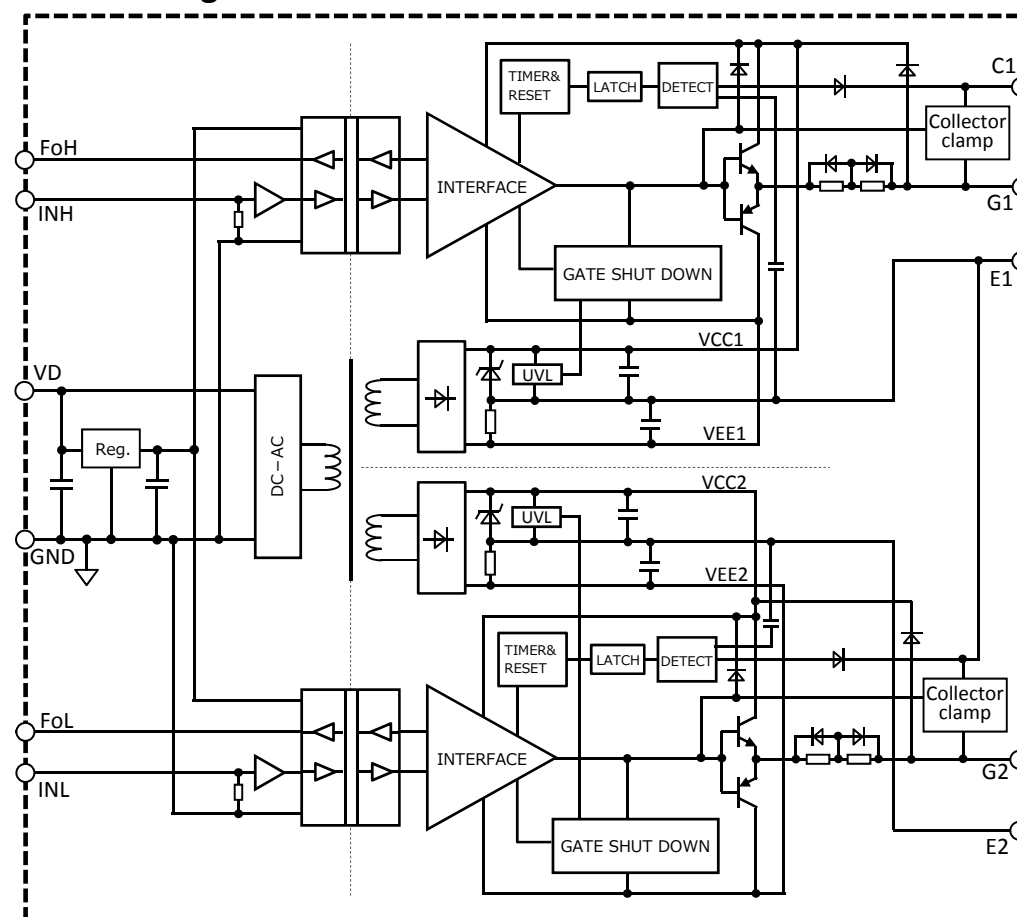 C1
TIMER&
RESET
LATCH
DETECT
Collector
clamp
FoH
INTERFACE
INH
G1
GATE SHUT DOWN
E1
VCC1
VD
UVL
VEE1
Reg.
DC-AC
VCC2
UVL
GND
VEE2
TIMER&
RESET
LATCH
DETECT
Collector
clamp
FoL
INTERFACE
INL
G2
GATE SHUT DOWN
E2